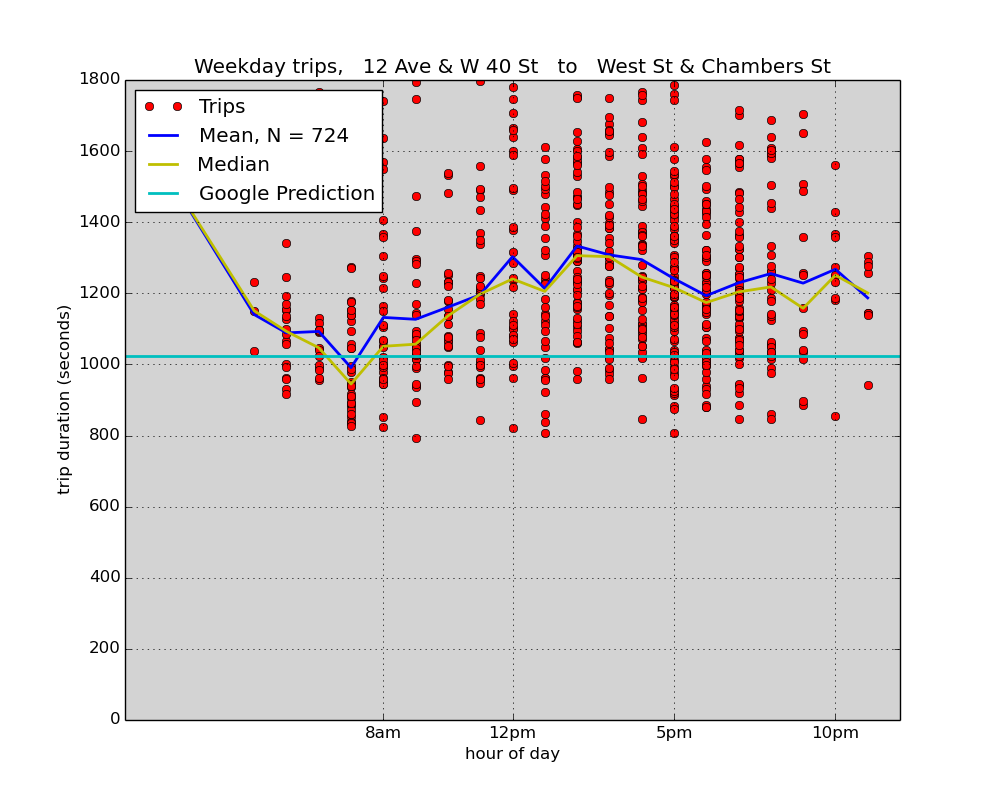 Weekday trips,   12 Ave & W 40 St   to   West St & Chambers St
1800
1600
1400
1200
1000
800
600
400
200
0
trip duration (seconds)
Trips
Mean, N = 724
Median
Google Prediction
8am
12pm
5pm
10pm
hour of day